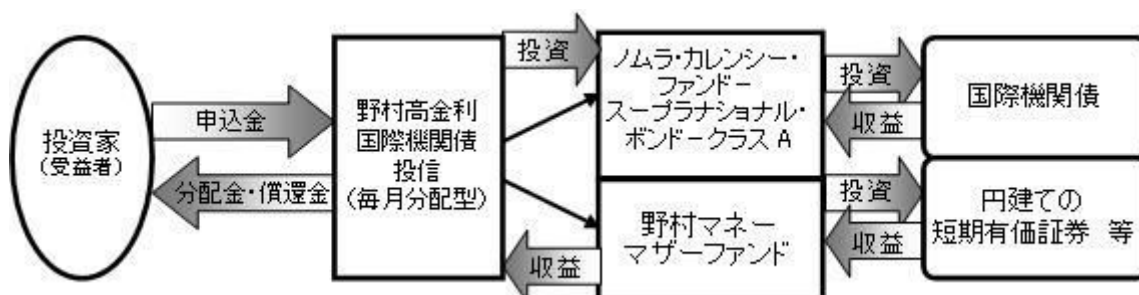 投資家
(受益者)
申込金
分配金・償還金
野村高金利
国際機関債
投信
(毎月分配型)
投資
収益
ノムラ・カレンシー・
ファンドー
スープラナショナル・
ボンドークラス A
野村マネー
マザーファンド
投資
収益
投資
収益
国際機関債
円建ての
短期有価証券 等